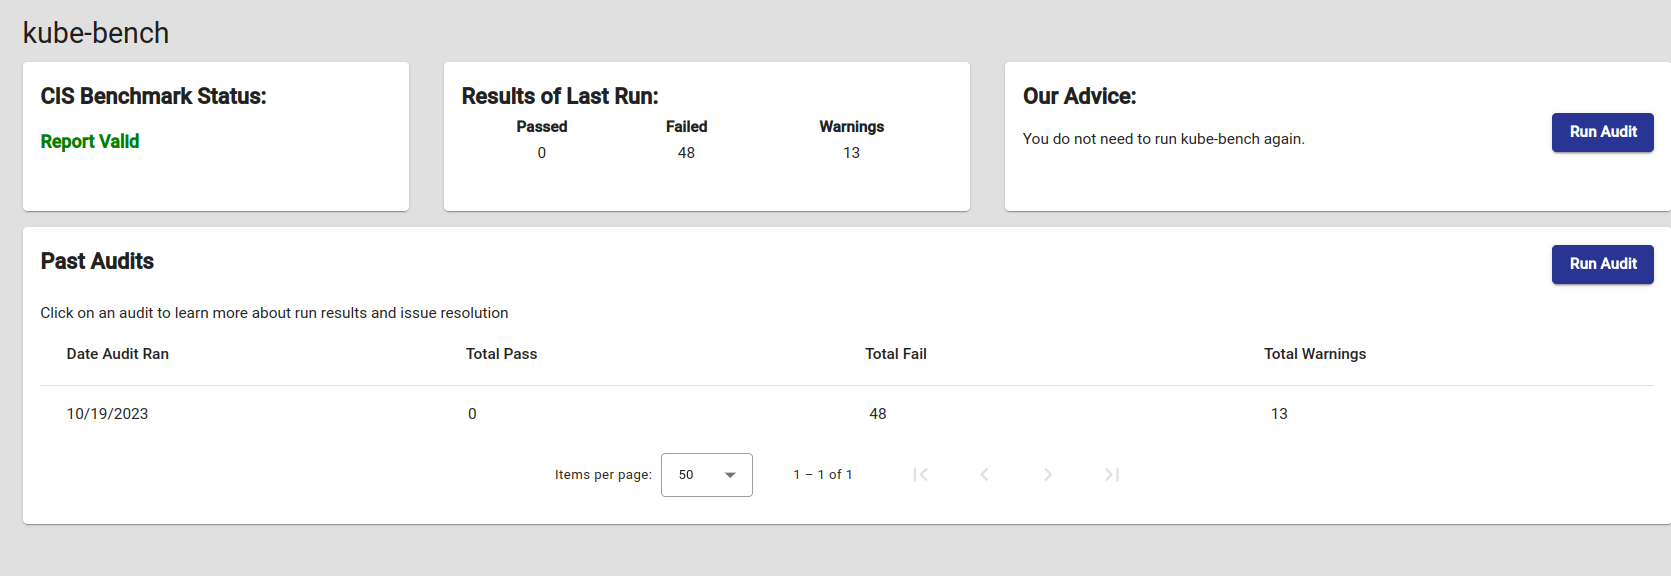 kube-bench
CIS Benchmark Status:
Report Valid
Results of Last Run:
Passed Failed Warnings
0 48 13
Our Advice:
You do not need to run kube-bench again.
Run Audit
Past Audits
Run Audit
Click on an audit to learn more about run results and issue resolution
Date Audit Ran Total Pass Total Fail Total Warnings
10/19/2023 0 48 13
Items per page: 50 1 – 1 of 1